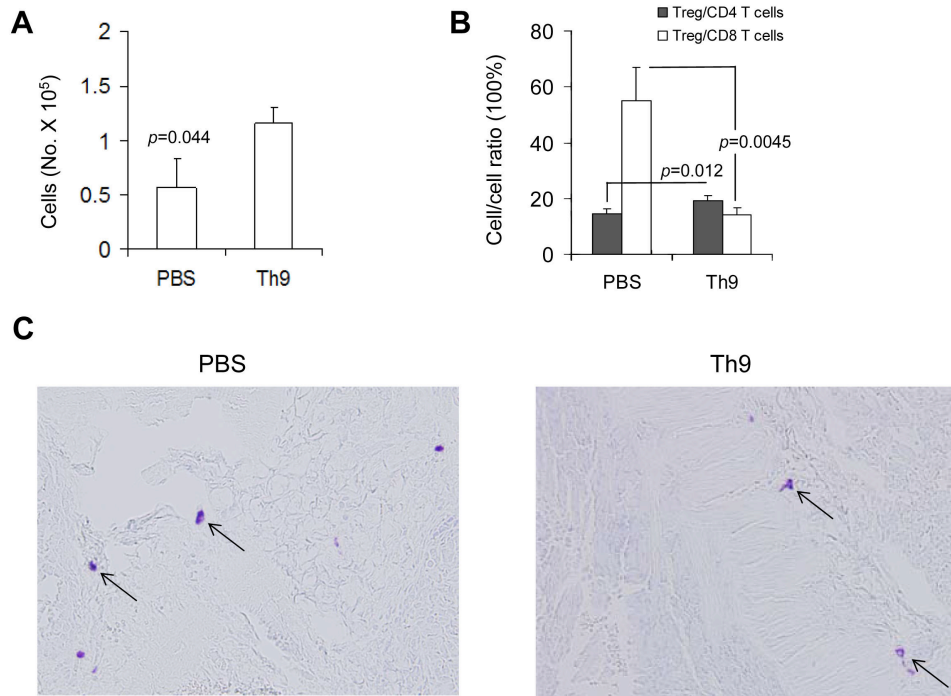 A
Cells (No. X 10⁵)
2
1.5
1
0.5
0
p=0.044
PBS
Th9
B
Treg/CD4 T cells
Treg/CD8 T cells
Cell/cell ratio (100%)
80
60
40
20
0
p=0.0045
p=0.012
PBS
Th9
C
PBS
Th9